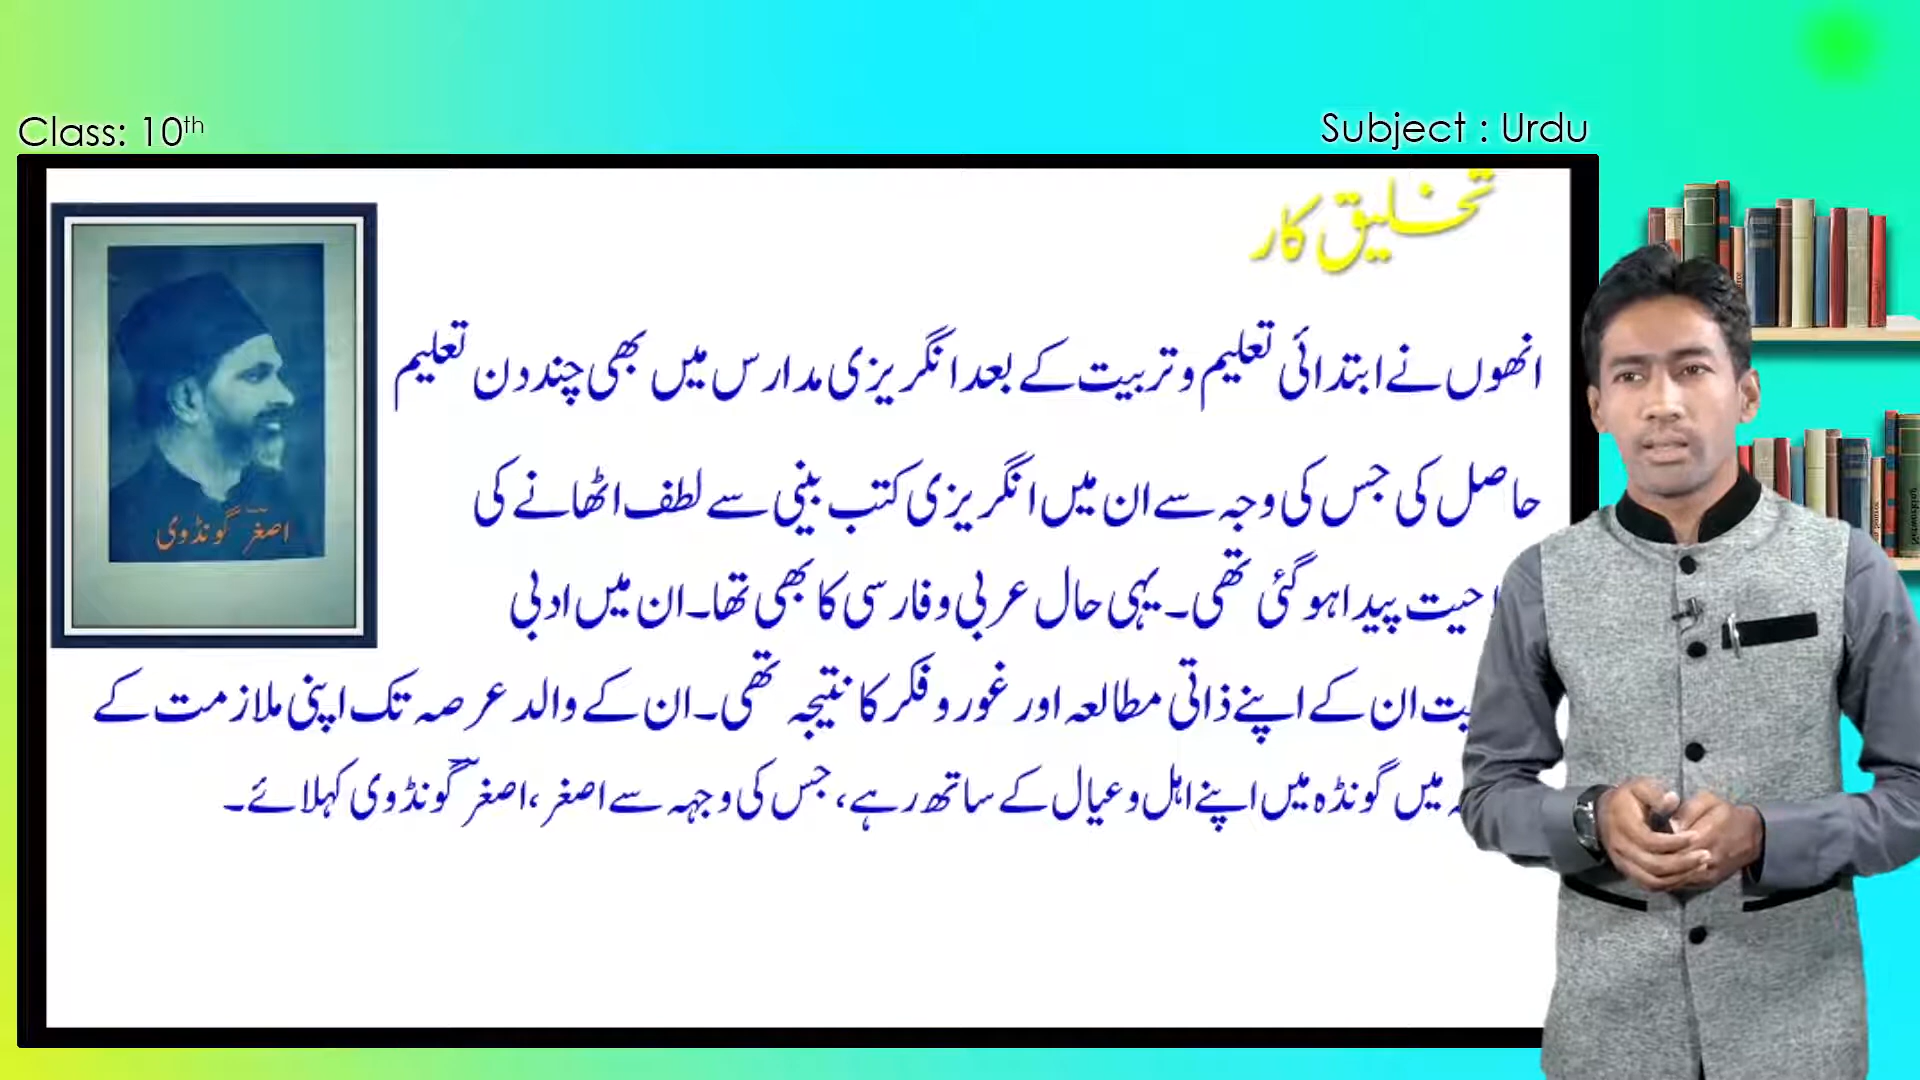 Class: 10th
Subject : Urdu
تخلیق کار
انھوں نے ابتدائی تعلیم و تربیت کے بعد انگریزی مدارس میں بھی چند دن تعلیم
حاصل کی جس کی وجہ سے ان میں انگریزی کتب بینی سے لطف اٹھانے کی
پیدا ہوگئی تھی۔ یہی حال عربی و فارسی کا بھی تھا۔ ان میں ادبی
ان کے اپنے ذاتی مطالعہ اور غور و فکر کا نتیجہ تھی۔ ان کے والد عرصہ تک اپنی ملازمت کے
میں گونڈہ میں اپنے اہل و عیال کے ساتھ رہے، جس کی وجہہ سے اصغر، اصغرؔ گونڈوی کہلائے۔
اصغرؔ گونڈوی